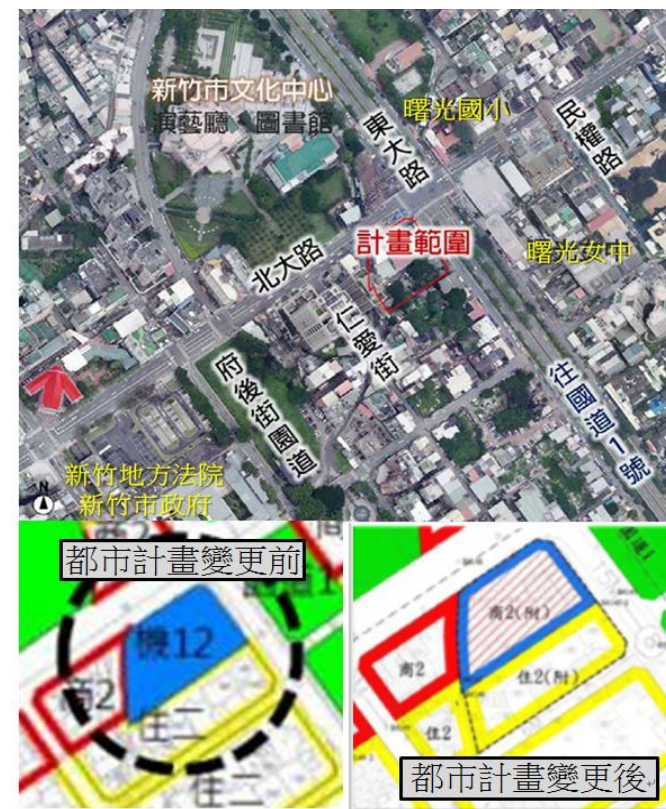 新竹市文化中心
演藝廳、圖書館
曙光國小
民權路
東大路
計畫範圍
曙光女中
北大路
仁愛街
府後街園道
往國道1號
新竹地方法院
新竹市政府
N
都市計畫變更前
機12
商2
住二
住二
商2(附)
商2
住2(附)
住2
都市計畫變更後